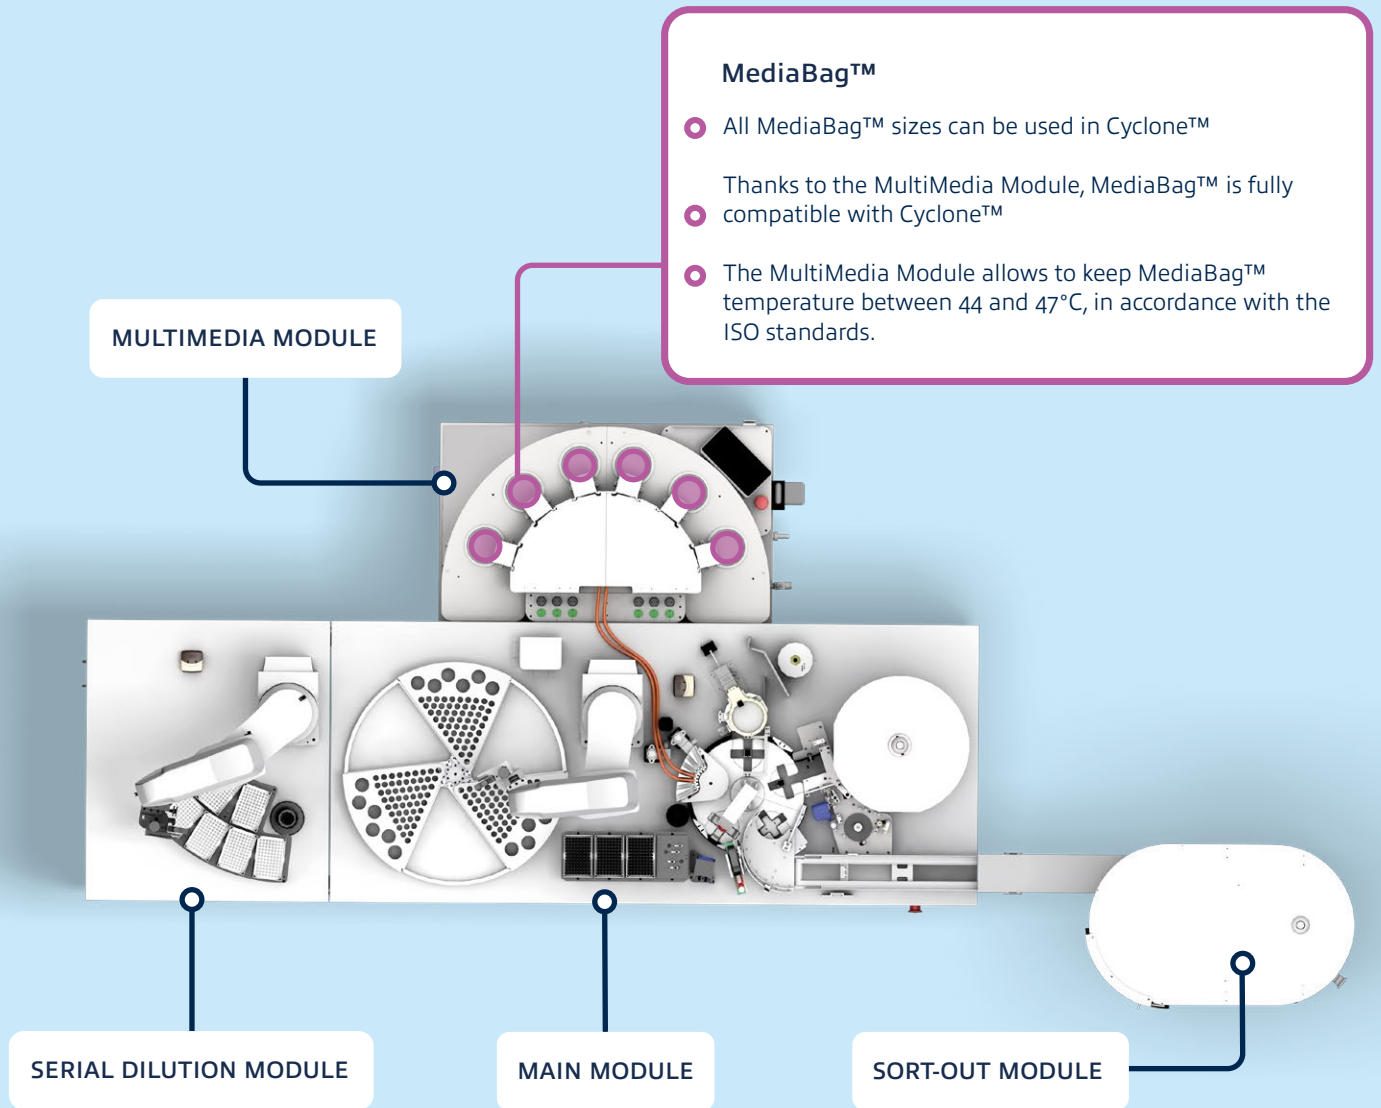 MediaBag™
All MediaBag™ sizes can be used in Cyclone™
Thanks to the MultiMedia Module, MediaBag™ is fully
compatible with Cyclone™
The MultiMedia Module allows to keep MediaBag™
temperature between 44 and 47°C, in accordance with the
ISO standards.
MULTIMEDIA MODULE
SERIAL DILUTION MODULE
MAIN MODULE
SORT-OUT MODULE